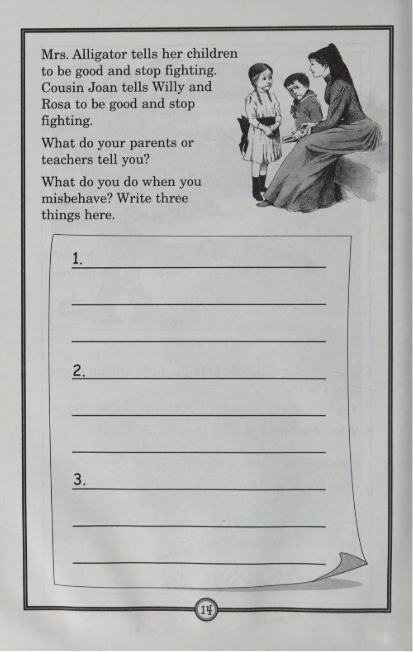 Mrs. Alligator tells her children
to be good and stop fighting.
Cousin Joan tells Willy and
Rosa to be good and stop
fighting.
What do your parents or
teachers tell you?
What do you do when you
misbehave? Write three
things here.
1.
2.
3.
14